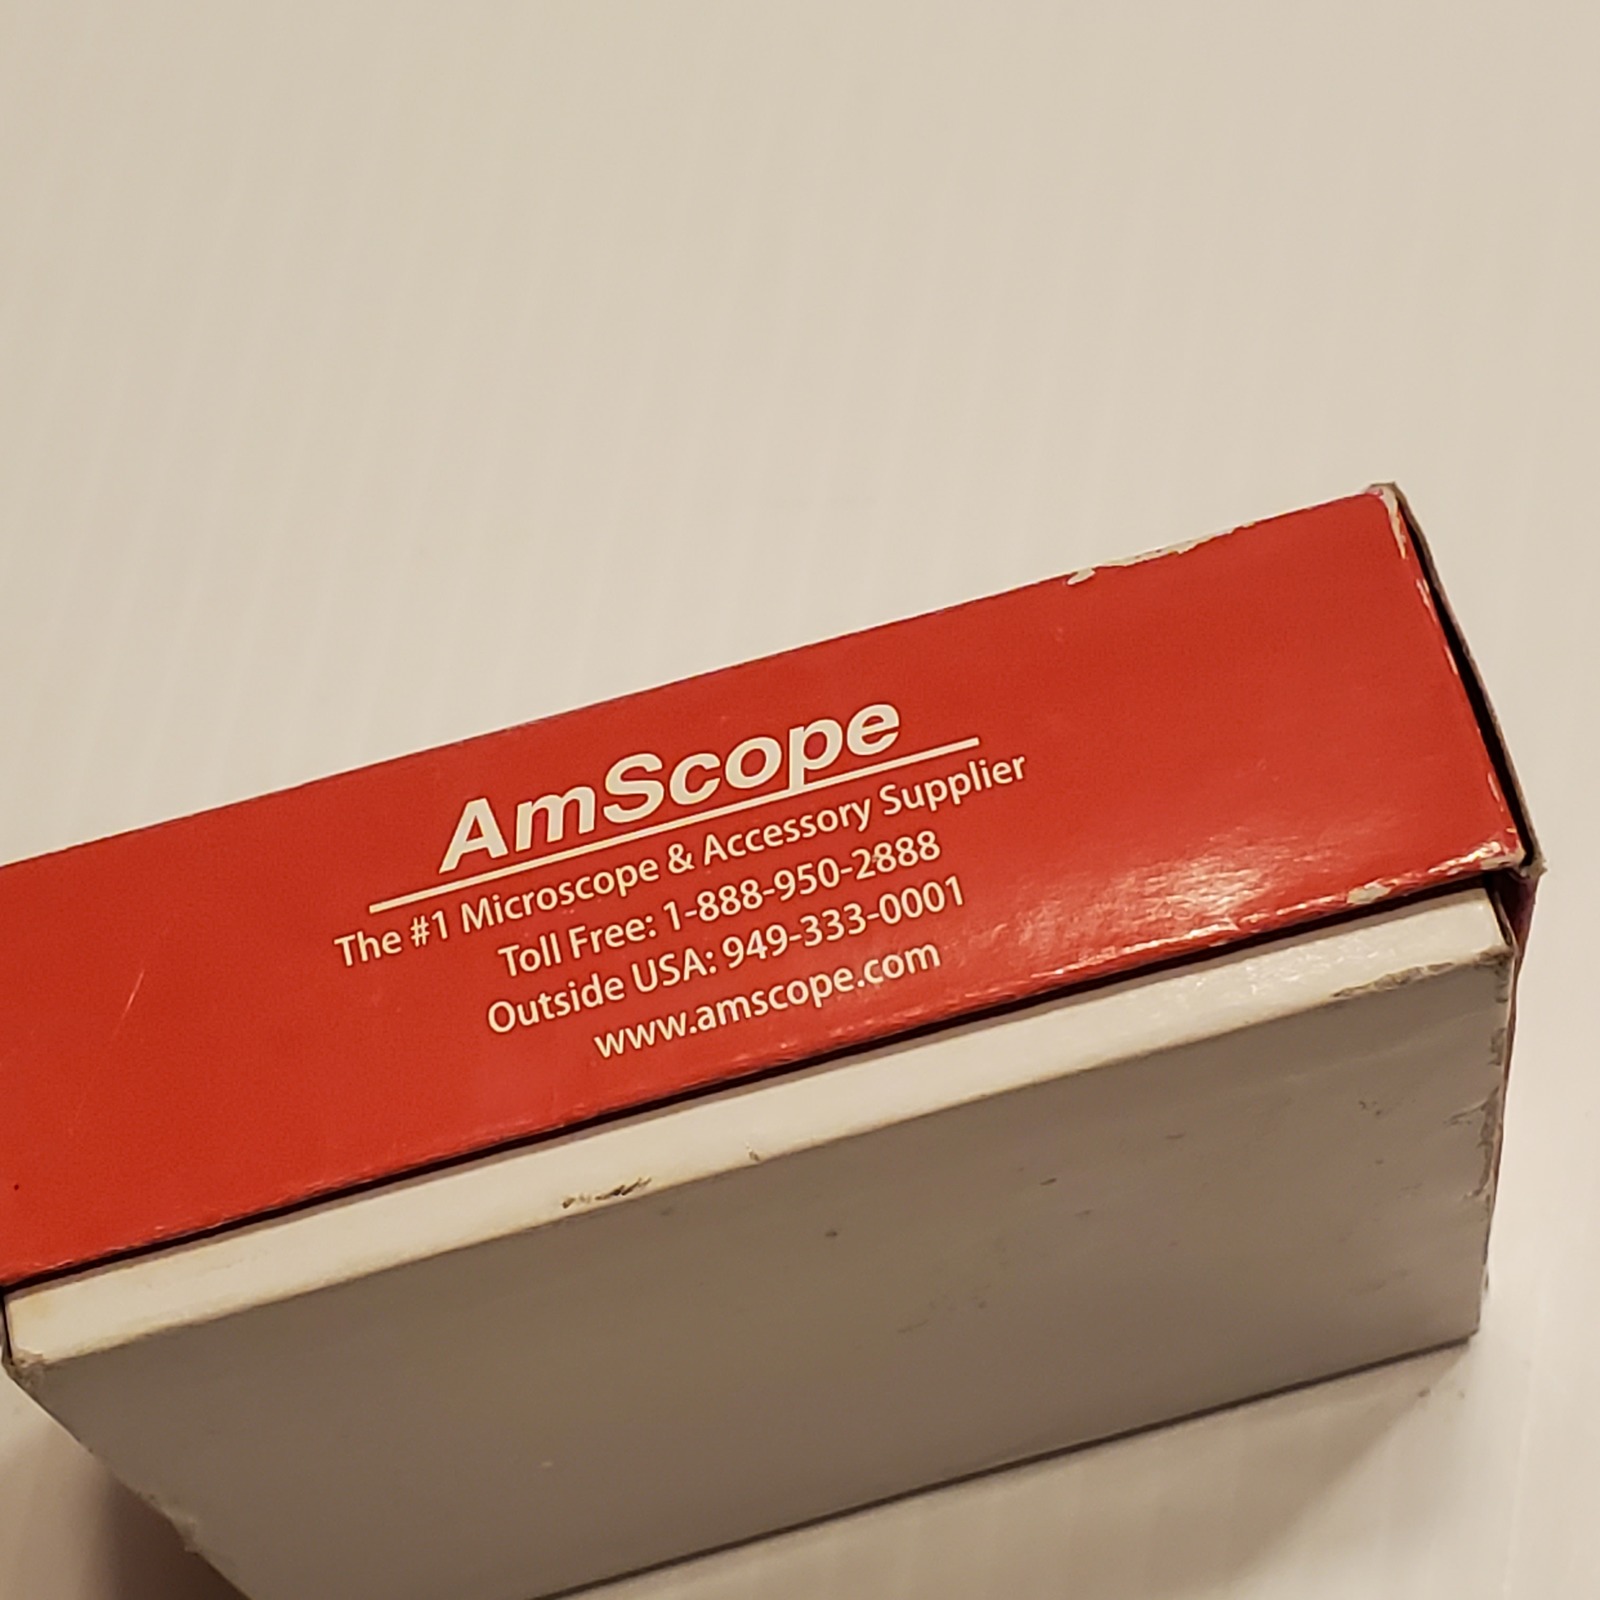 AmScope
The #1 Microscope & Accessory Supplier
Toll Free: 1-888-950-2888
Outside USA: 949-333-0001
www.amscope.com